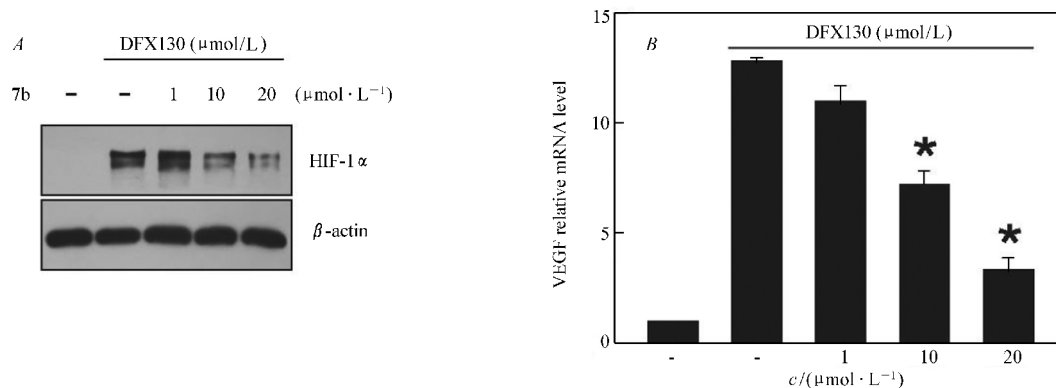 A
DFX130 (μmol/L)
7b - - 1 10 20 (μmol · L⁻¹)
HIF-1α
β-actin
B
DFX130 (μmol/L)
15
10
5
0
VEGF relative mRNA level
* *
- - 1 10 20
c/(μmol · L⁻¹)